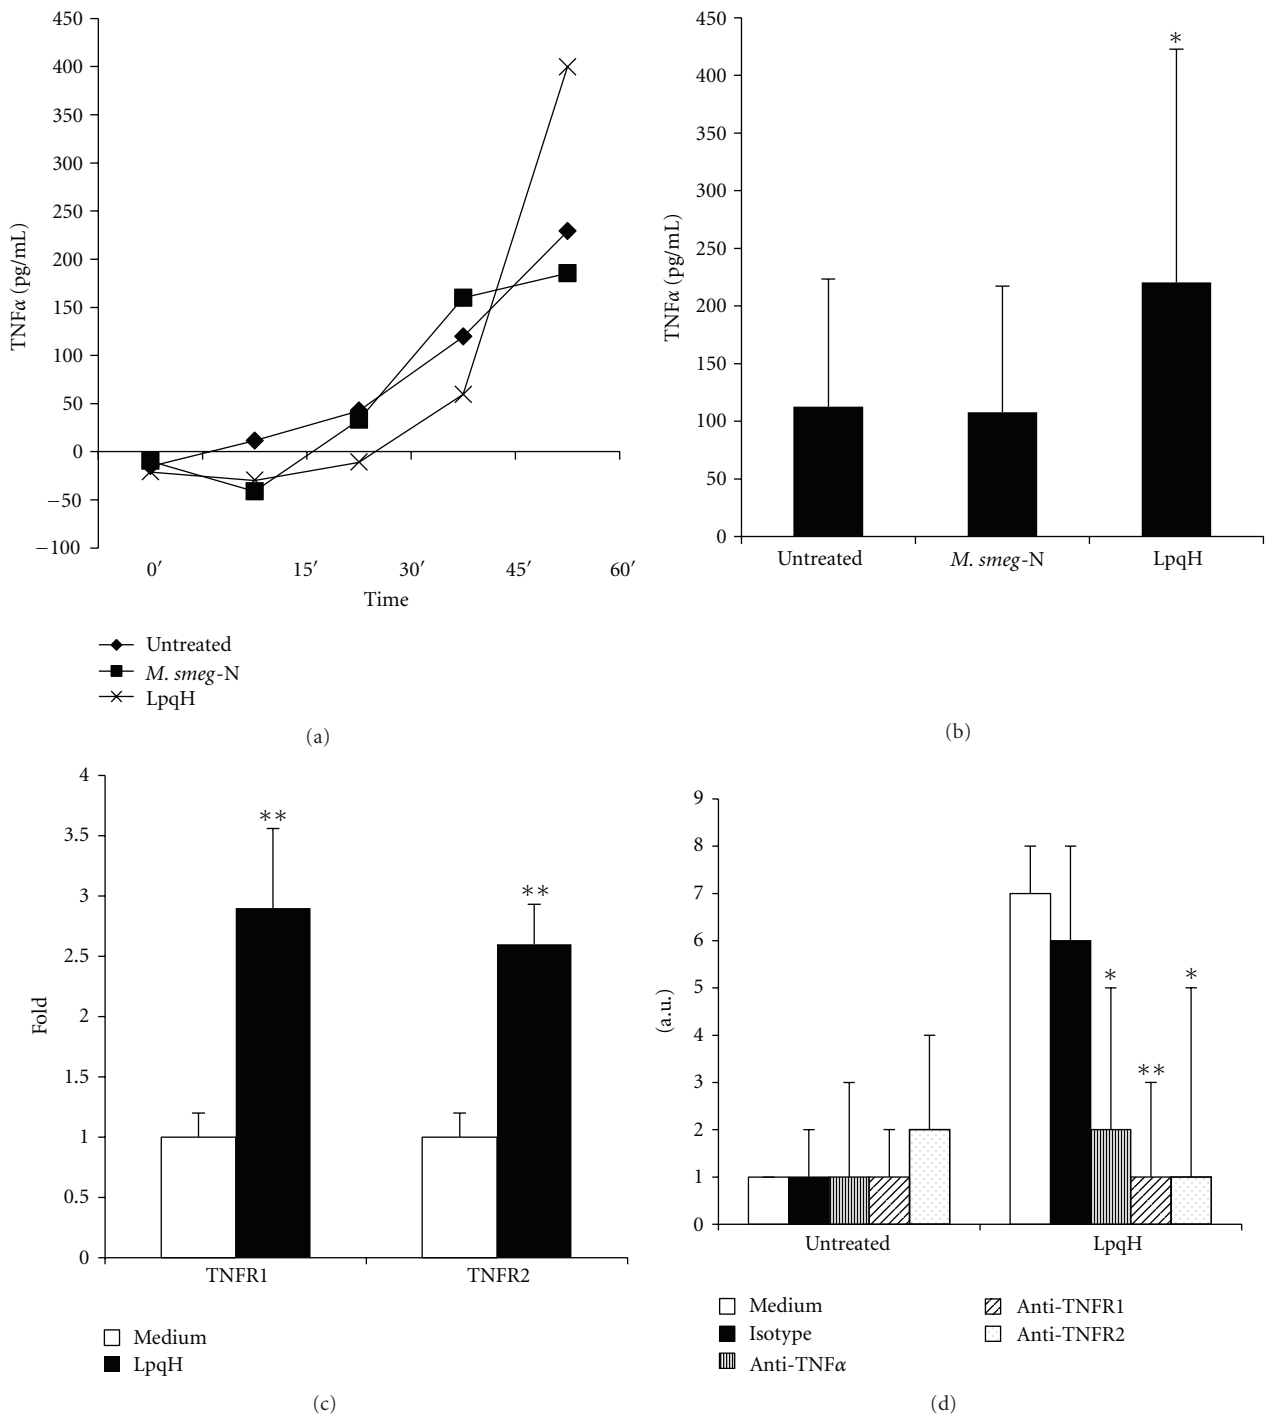 450
400
350
300
250
200
150
100
50
0
−50
−100
TNFα (pg/mL)
0′ 15′ 30′ 45′ 60′
Time
Untreated
M. smeg-N
LpqH
(a)
450
400
350
300
250
200
150
100
50
0
TNFα (pg/mL)
*
Untreated M. smeg-N LpqH
(b)
4
3.5
3
2.5
2
1.5
1
0.5
0
Fold
**
**
TNFR1 TNFR2
Medium
LpqH
(c)
9
8
7
6
5
4
3
2
1
0
(a.u.)
*
**
*
Untreated LpqH
Medium
Isotype
Anti-TNFα
Anti-TNFR1
Anti-TNFR2
(d)